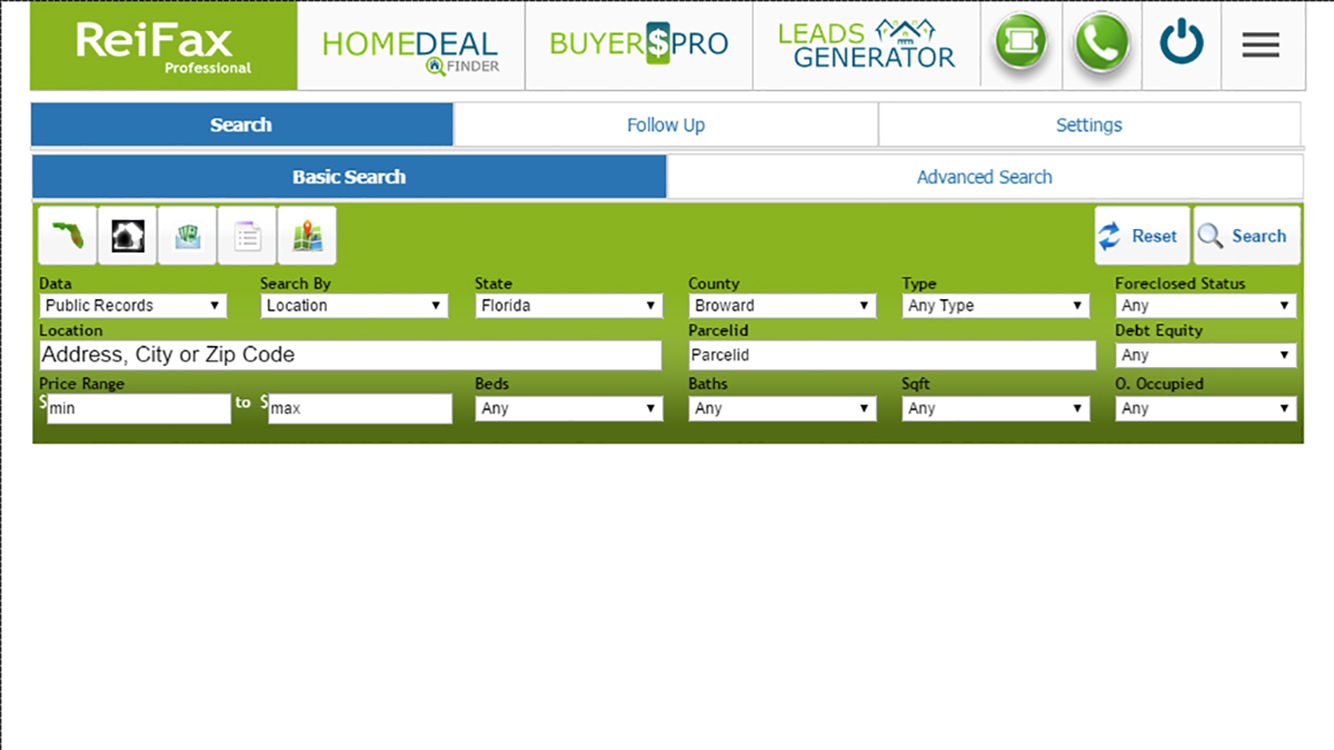 ReiFax
Professional
HOMEDEAL
FINDER
BUYER$PRO
LEADS
GENERATOR
Search Follow Up Settings
Basic Search Advanced Search
Reset Search
Data Search By State County Type Foreclosed Status
Public Records Location Florida Broward Any Type Any
Location Parcelid Debt Equity
Address, City or Zip Code Parcelid Any
Price Range Beds Baths Sqft O. Occupied
$ min to $ max Any Any Any Any